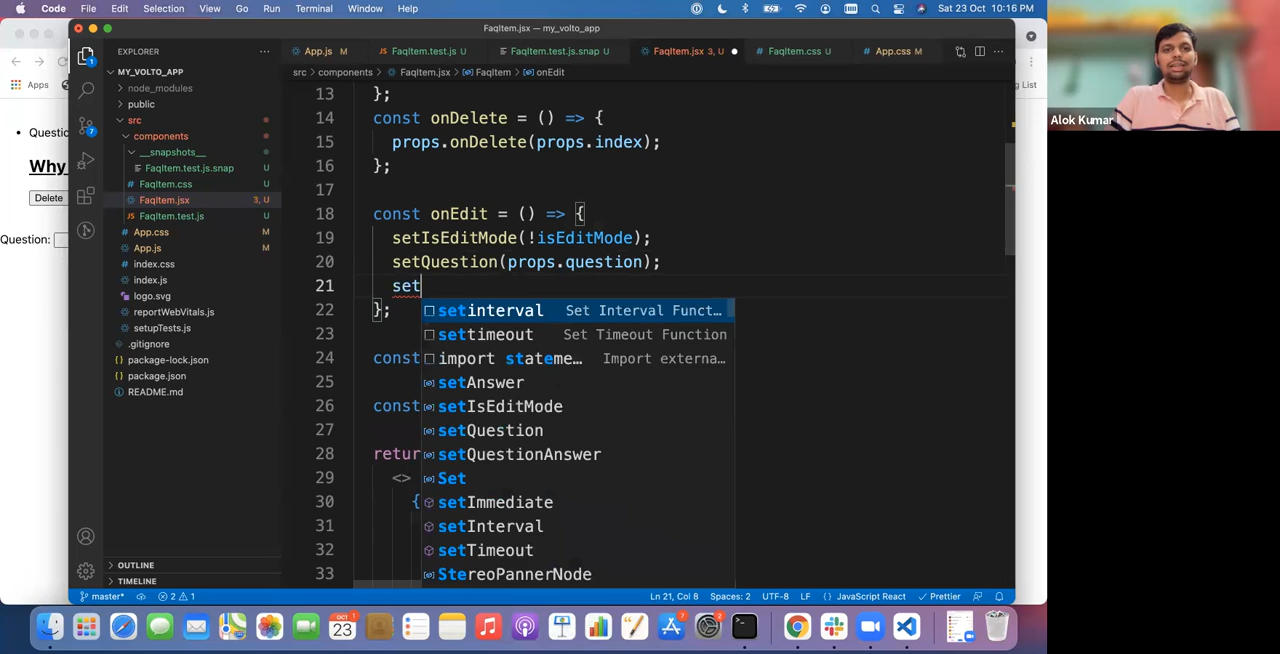 Code File Edit Selection View Go Run Terminal Window Help Sat 23 Oct 10:16 PM
FaqItem.jsx — my_volto_app
EXPLORER
App.js M
FaqItem.test.js U
FaqItem.test.js.snap U
FaqItem.jsx 3, U
FaqItem.css U
App.css M
src > components > FaqItem.jsx > FaqItem > onEdit
Apps
g List
MY_VOLTO_APP
node_modules
public
src
components
__snapshots__
FaqItem.test.js.snap U
FaqItem.css U
FaqItem.jsx 3, U
FaqItem.test.js U
App.css M
App.js M
index.css
index.js
logo.svg
reportWebVitals.js
setupTests.js
.gitignore
package-lock.json
package.json
README.md
OUTLINE
TIMELINE
Questio
Why
Delete
Question:
13 };
14 const onDelete = () => {
15 props.onDelete(props.index);
16 };
17
18 const onEdit = () => {
19 setIsEditMode(!isEditMode);
20 setQuestion(props.question);
21 set
22 };
23
24 const
25
26 const
27
28 retur
29 <>
30 {
31
32
33
setinterval Set Interval Funct…
settimeout Set Timeout Function
import stateme… Import externa…
setAnswer
setIsEditMode
setQuestion
setQuestionAnswer
Set
setImmediate
setInterval
setTimeout
StereoPannerNode
master* 2 1 Ln 21, Col 8 Spaces: 2 UTF-8 LF {} JavaScript React Prettier
Alok Kumar
1
7
OCT
23
7
2